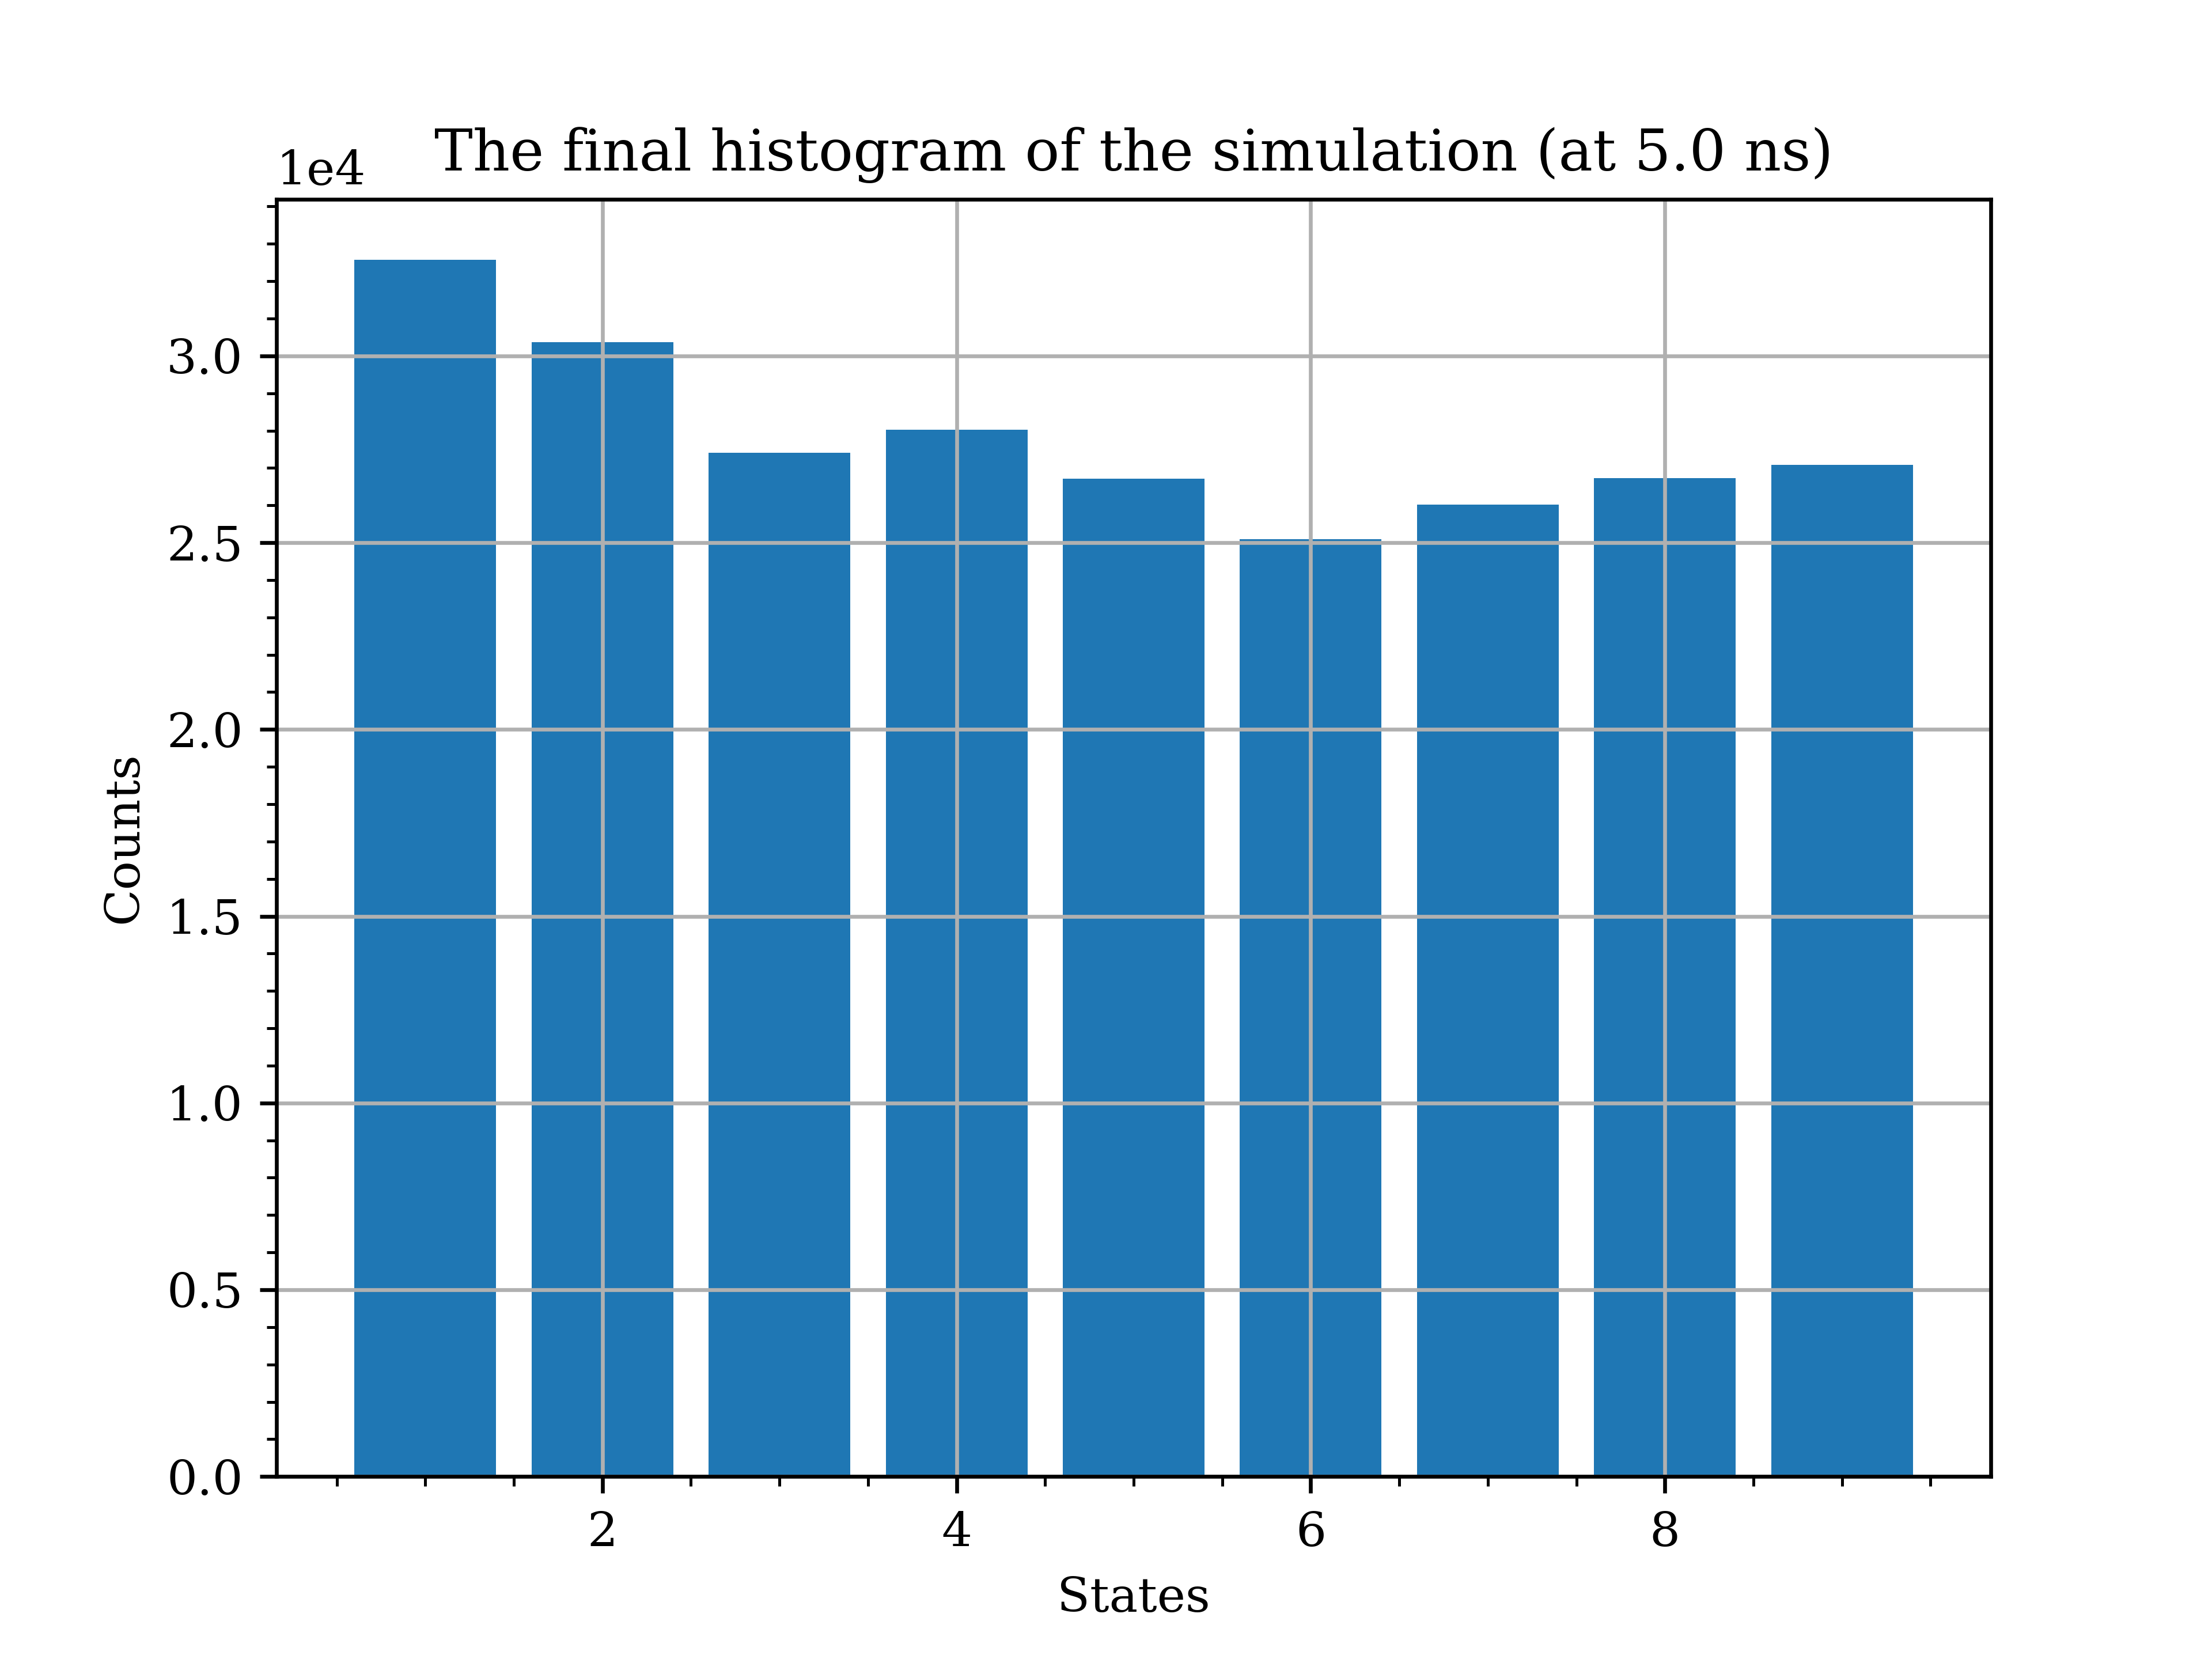 The final histogram of the simulation (at 5.0 ns)
1e4
3.0
2.5
2.0
1.5
1.0
0.5
0.0
Counts
2 4 6 8
States